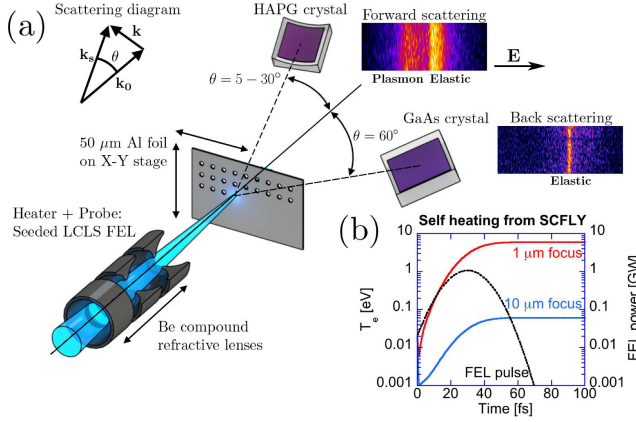 (a)
Scattering diagram
k
k_s
θ
k_0
HAPG crystal
θ = 5 − 30°
Forward scattering
Plasmon Elastic
E
GaAs crystal
θ = 60°
Back scattering
Elastic
50 μm Al foil
on X-Y stage
Heater + Probe:
Seeded LCLS FEL
Be compound
refractive lenses
(b)
Self heating from SCFLY
T_e [eV]
10
1
0.1
0.01
0.001
1 μm focus
10 μm focus
FEL pulse
10
1
0.1
0.01
0.001
FEL power [GW]
0 20 40 60 80 100
Time [fs]